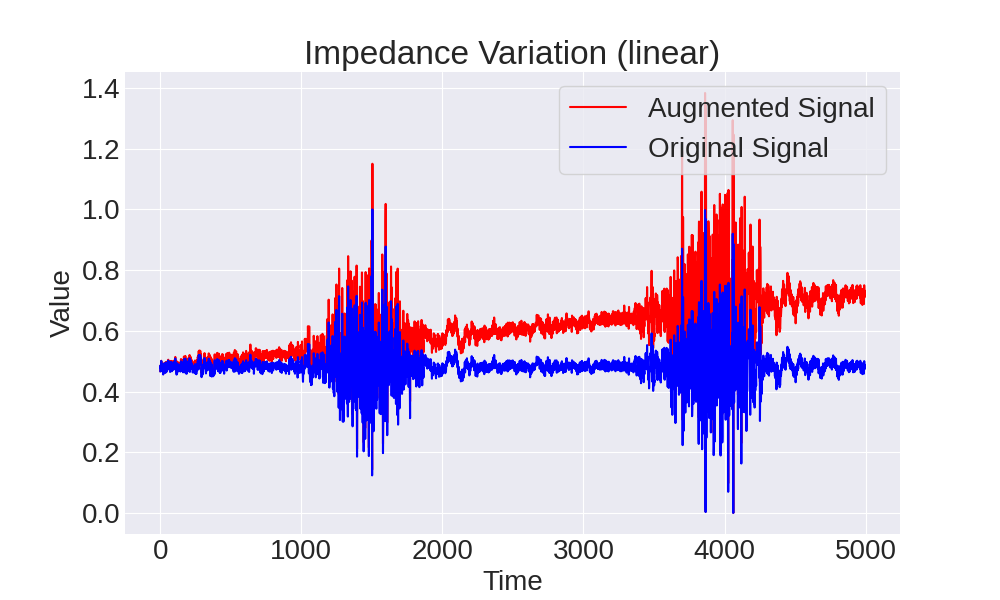 Impedance Variation (linear)
Augmented Signal
Original Signal
Value
1.4
1.2
1.0
0.8
0.6
0.4
0.2
0.0
0 1000 2000 3000 4000 5000
Time